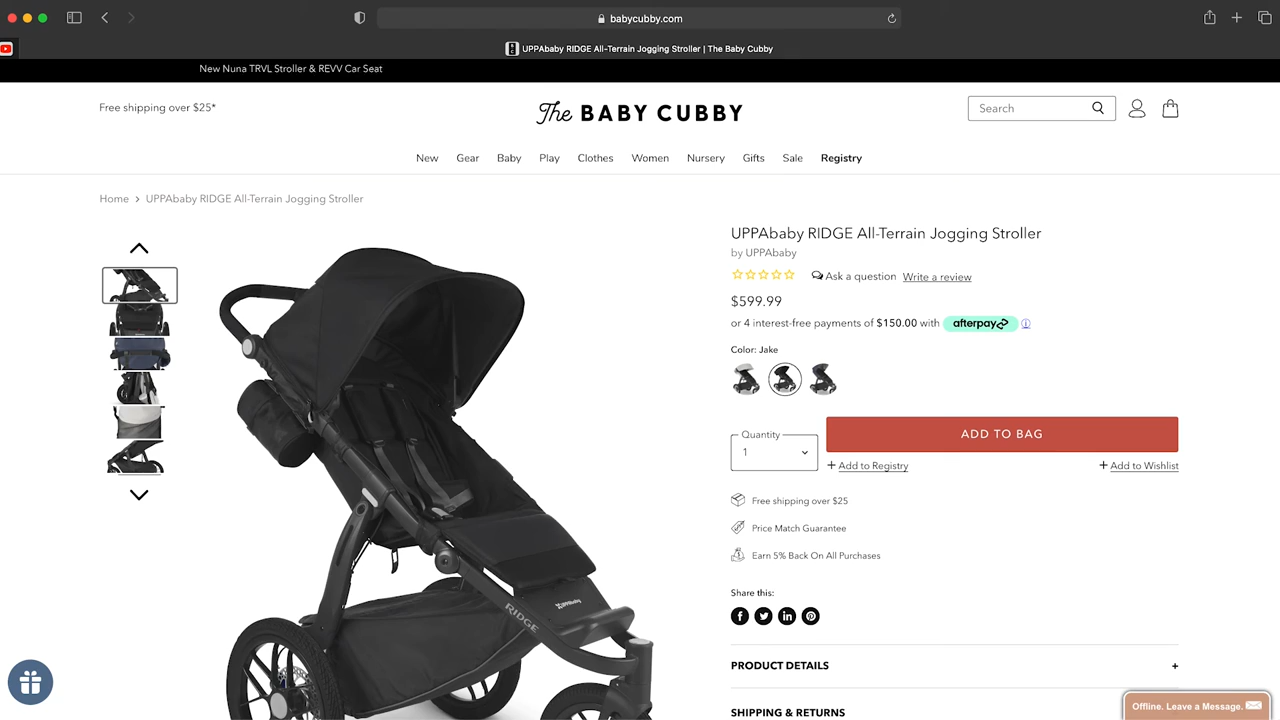 babycubby.com
UPPAbaby RIDGE All-Terrain Jogging Stroller | The Baby Cubby
New Nuna TRVL Stroller & REVV Car Seat
Free shipping over $25*
The BABY CUBBY
Search
New Gear Baby Play Clothes Women Nursery Gifts Sale Registry
Home > UPPAbaby RIDGE All-Terrain Jogging Stroller
UPPAbaby RIDGE All-Terrain Jogging Stroller
by UPPAbaby
Ask a question Write a review
$599.99
or 4 interest-free payments of $150.00 with afterpay
Color: Jake
Quantity
1
ADD TO BAG
+ Add to Registry
+ Add to Wishlist
Free shipping over $25
Price Match Guarantee
Earn 5% Back On All Purchases
Share this:
PRODUCT DETAILS +
SHIPPING & RETURNS
RIDGE
UPPAbaby
Offline. Leave a Message.